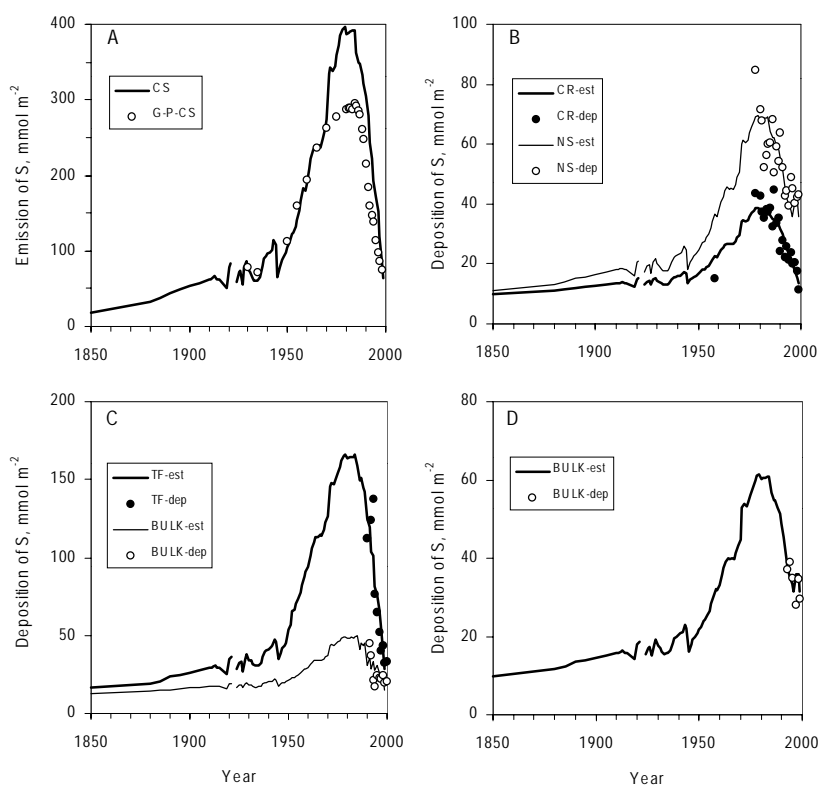 A
Emission of S, mmol m-2
400
300
200
100
0
CS
G-P-CS
1850 1900 1950 2000
B
Deposition of S, mmol m-2
100
80
60
40
20
0
CR-est
CR-dep
NS-est
NS-dep
1850 1900 1950 2000
C
Deposition of S, mmol m-2
200
150
100
50
0
TF-est
TF-dep
BULK-est
BULK-dep
1850 1900 1950 2000
Year
D
Deposition of S, mmol m-2
80
60
40
20
0
BULK-est
BULK-dep
1850 1900 1950 2000
Year